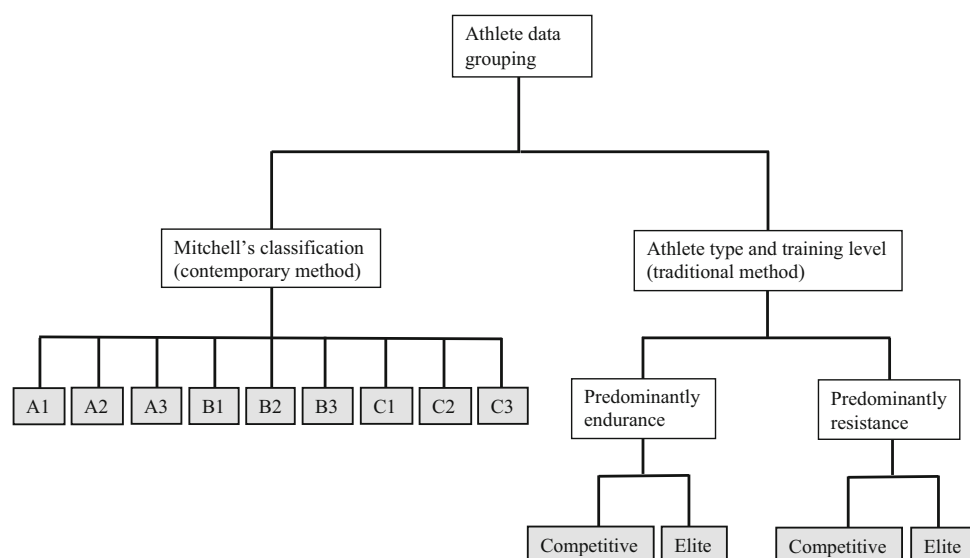 Athlete data
grouping
Mitchell’s classification
(contemporary method)
Athlete type and training level
(traditional method)
A1 A2 A3 B1 B2 B3 C1 C2 C3
Predominantly
endurance
Predominantly
resistance
Competitive Elite Competitive Elite